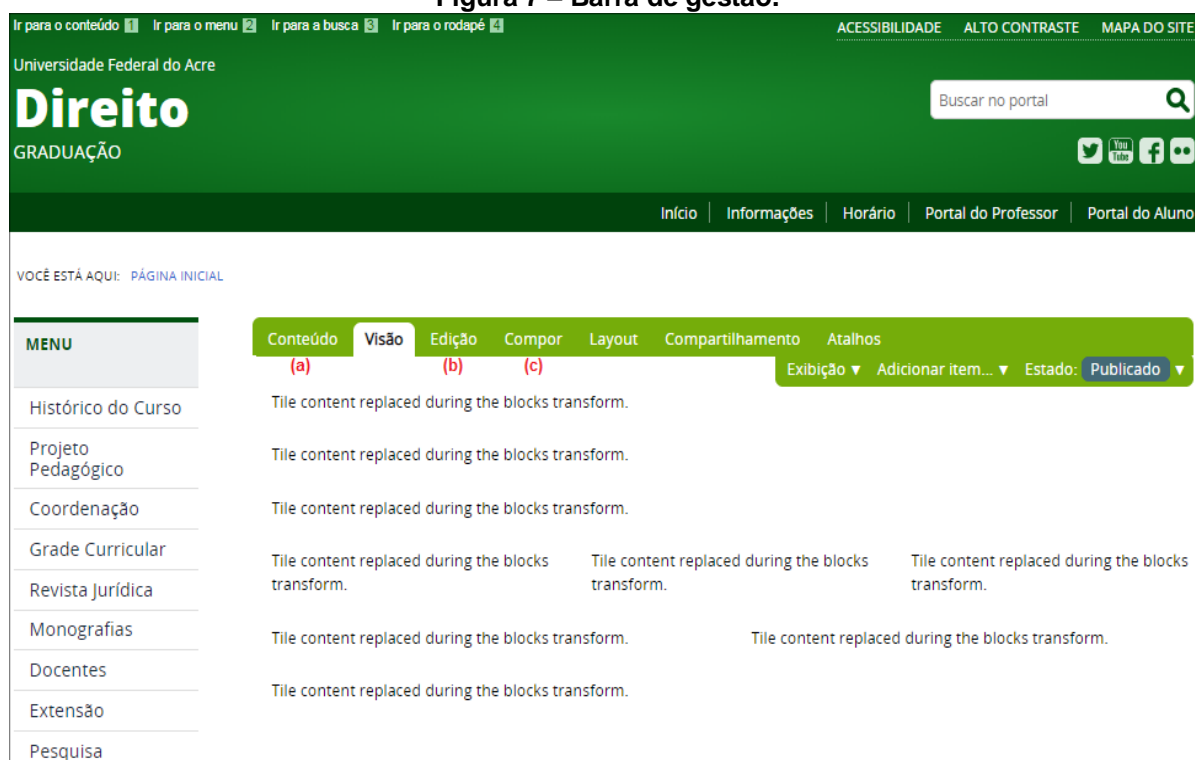 Figura 7 – Barra de gestão.
Ir para o conteúdo 1 Ir para o menu 2 Ir para a busca 3 Ir para o rodapé 4 ACESSIBILIDADE ALTO CONTRASTE MAPA DO SITE
Universidade Federal do Acre
Direito
Buscar no portal
GRADUAÇÃO
You Tube f
Início Informações Horário Portal do Professor Portal do Aluno
VOCÊ ESTÁ AQUI: PÁGINA INICIAL
MENU
Histórico do Curso
Projeto
Pedagógico
Coordenação
Grade Curricular
Revista Jurídica
Monografias
Docentes
Extensão
Pesquisa
Conteúdo Visão Edição Compor Layout Compartilhamento Atalhos
(a) (b) (c)
Exibição ▼ Adicionar item... ▼ Estado: Publicado ▼
Tile content replaced during the blocks transform.
Tile content replaced during the blocks transform.
Tile content replaced during the blocks transform.
Tile content replaced during the blocks
transform.
Tile content replaced during the blocks
transform.
Tile content replaced during the blocks
transform.
Tile content replaced during the blocks transform.
Tile content replaced during the blocks transform.
Tile content replaced during the blocks transform.